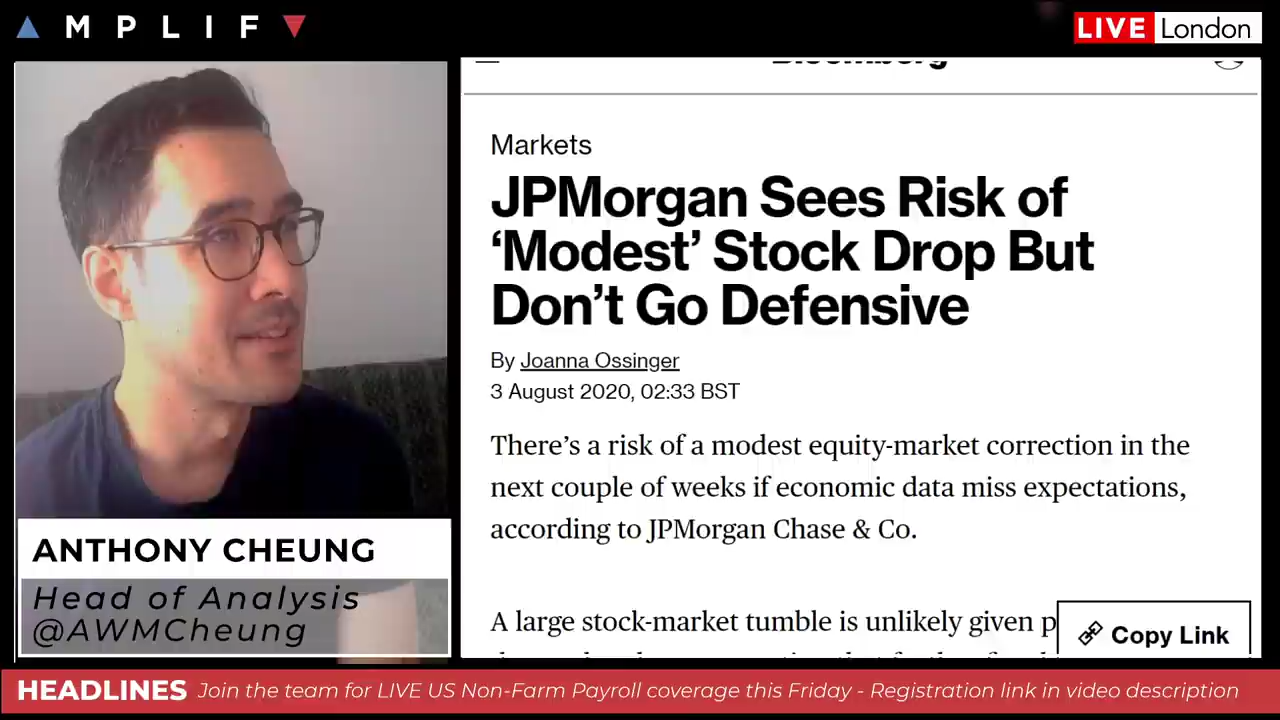 AMPLIFY
LIVE London
Bloomberg
Markets
JPMorgan Sees Risk of
‘Modest’ Stock Drop But
Don’t Go Defensive
By Joanna Ossinger
3 August 2020, 02:33 BST
There’s a risk of a modest equity-market correction in the
next couple of weeks if economic data miss expectations,
according to JPMorgan Chase & Co.
A large stock-market tumble is unlikely given
Copy Link
ANTHONY CHEUNG
Head of Analysis
@AWMCheung
HEADLINES Join the team for LIVE US Non-Farm Payroll coverage this Friday - Registration link in video description